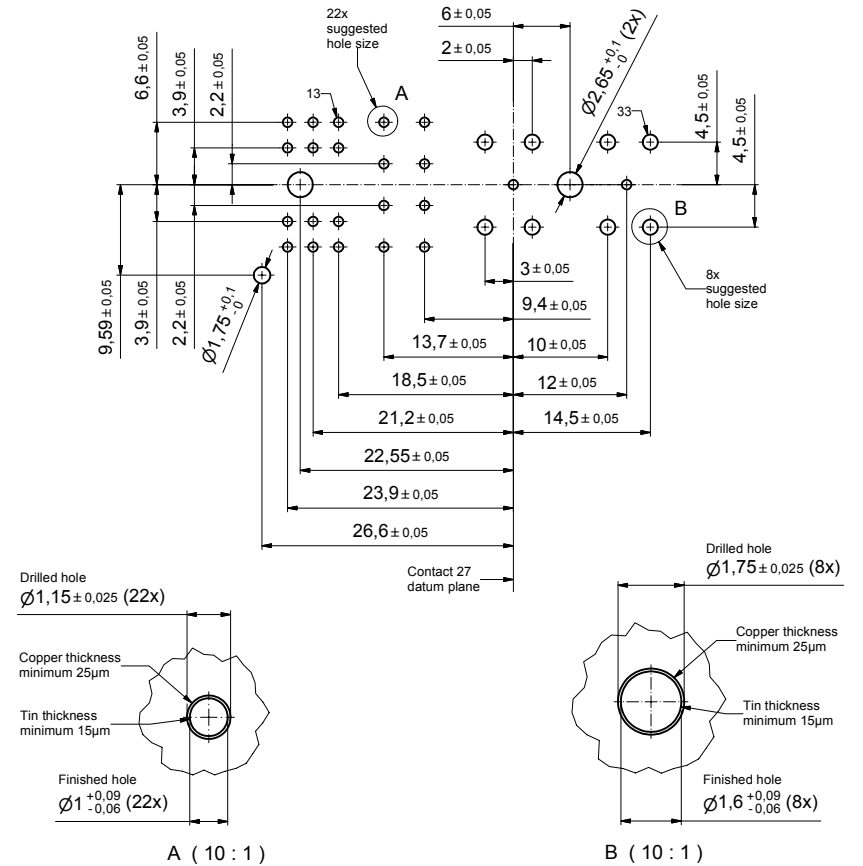 22x
suggested
hole size
6 ± 0,05
2 ± 0,05
Ø2,65 +0,1 -0 (2x)
6,6 ± 0,05
3,9 ± 0,05
2,2 ± 0,05
13
A
33
4,5 ± 0,05
4,5 ± 0,05
B
8x
suggested
hole size
9,59 ± 0,05
3,9 ± 0,05
2,2 ± 0,05
Ø1,75 +0,1 -0
3 ± 0,05
9,4 ± 0,05
13,7 ± 0,05
10 ± 0,05
18,5 ± 0,05
12 ± 0,05
21,2 ± 0,05
14,5 ± 0,05
22,55 ± 0,05
23,9 ± 0,05
26,6 ± 0,05
Contact 27
datum plane
Drilled hole
Ø1,15 ± 0,025 (22x)
Copper thickness
minimum 25µm
Tin thickness
minimum 15µm
Finished hole
Ø1 +0,09 -0,06 (22x)
A ( 10 : 1 )
Drilled hole
Ø1,75 ± 0,025 (8x)
Copper thickness
minimum 25µm
Tin thickness
minimum 15µm
Finished hole
Ø1,6 +0,09 -0,06 (8x)
B ( 10 : 1 )